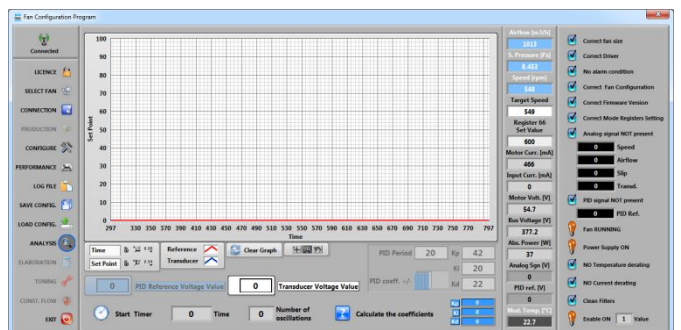 Fan Configuration Program
Connected
LICENCE
SELECT FAN
CONNECTION
PRODUCTION
CONFIGURE
PERFORMANCE
LOG FILE
SAVE CONFIG.
LOAD CONFIG.
ANALYSIS
ELABORATION
TUNING
CONST. FLOW
EXIT
Set Point
100
90
80
70
60
50
40
30
20
10
0
297 310 330 350 370 390 410 430 450 470 490 510 530 550 570 590 610 630 650 670 690 710 730 750 770 797
Time
Time
Set Point
Reference
Transducer
Clear Graph
PID Period 20
PID coeff. +/-
Kp 42
Ki 20
Kd 22
0 PID Reference Voltage Value
0 Transducer Voltage Value
Start Timer
0 Time
0 Number of oscillations
Calculate the coefficients
Kp 0
Ki 0
Kd 0
Airflow [m3/h]
1013
S. Pressure [Pa]
8.453
Speed [rpm]
548
Target Speed
549
Register 66
Set Value
600
Motor Curr. [mA]
466
Input Curr. [mA]
0
Motor Volt. [V]
54.7
Bus Voltage [V]
377.2
Abs. Power [W]
37
Analog Sgn [V]
0
PID ref. [V]
0
Mod. Temp. [°C]
22.7
Correct fan size
Correct Driver
No alarm condition
Correct Fan Configuration
Correct Firmware Version
Correct Mode Registers Setting
Analog signal NOT present
0 Speed
0 Airflow
0 Slip
0 Transd.
PID signal NOT present
0 PID Ref.
Fan RUNNING
Power Supply ON
NO Temperature derating
NO Current derating
Clean Filters
Enable ON 1 Value